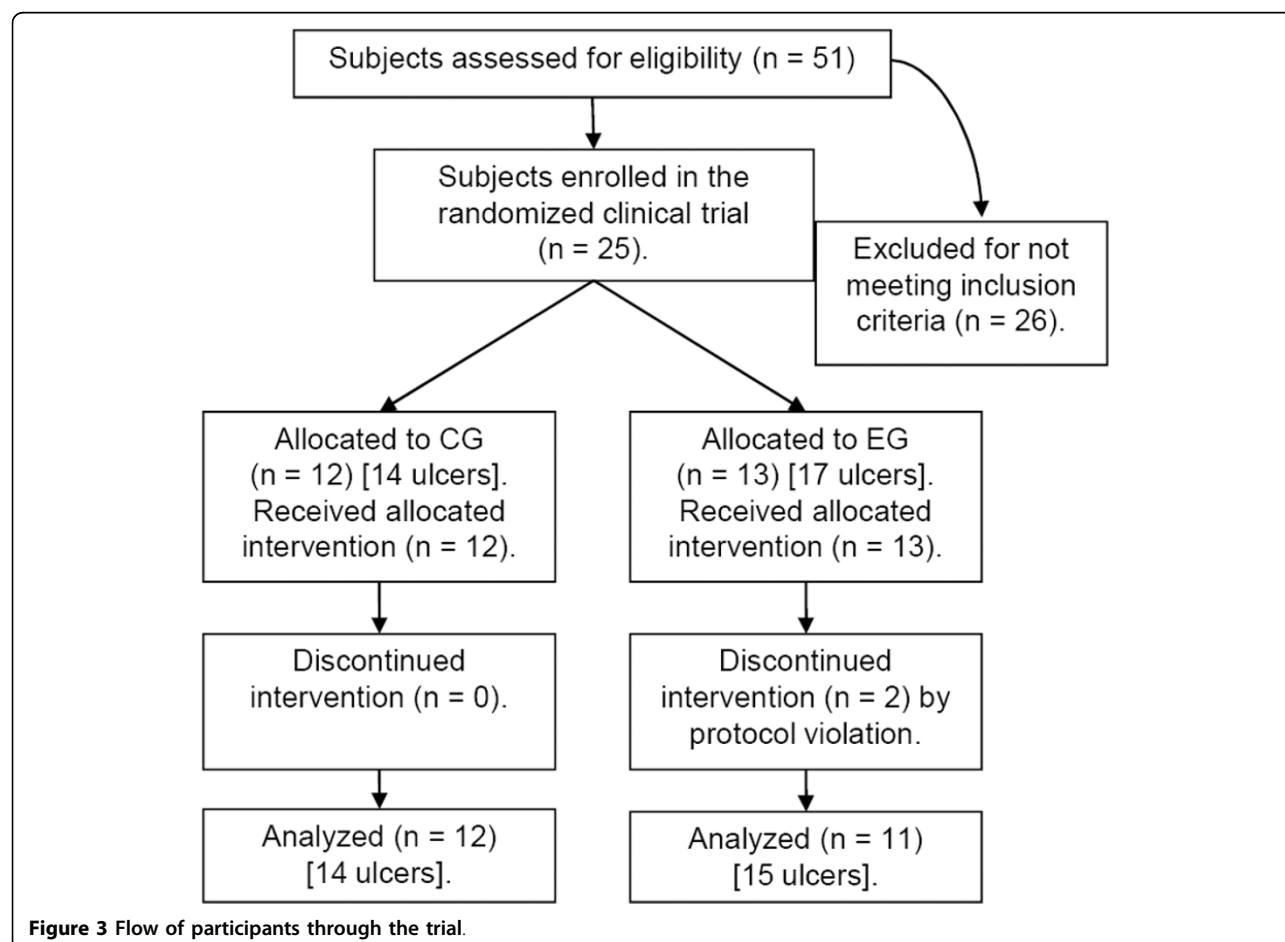 Subjects assessed for eligibility (n = 51)
Subjects enrolled in the
randomized clinical trial
(n = 25).
Excluded for not
meeting inclusion
criteria (n = 26).
Allocated to CG
(n = 12) [14 ulcers].
Received allocated
intervention (n = 12).
Allocated to EG
(n = 13) [17 ulcers].
Received allocated
intervention (n = 13).
Discontinued
intervention (n = 0).
Discontinued
intervention (n = 2) by
protocol violation.
Analyzed (n = 12)
[14 ulcers].
Analyzed (n = 11)
[15 ulcers].
Figure 3 Flow of participants through the trial.